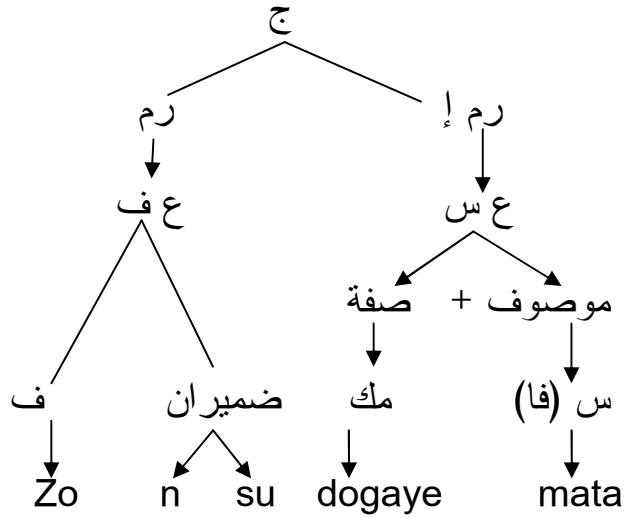 ج
رم إ رم
ع س ع ف
موصوف + صفة
س (فا) مك ضميران ف
Zo n su dogaye mata